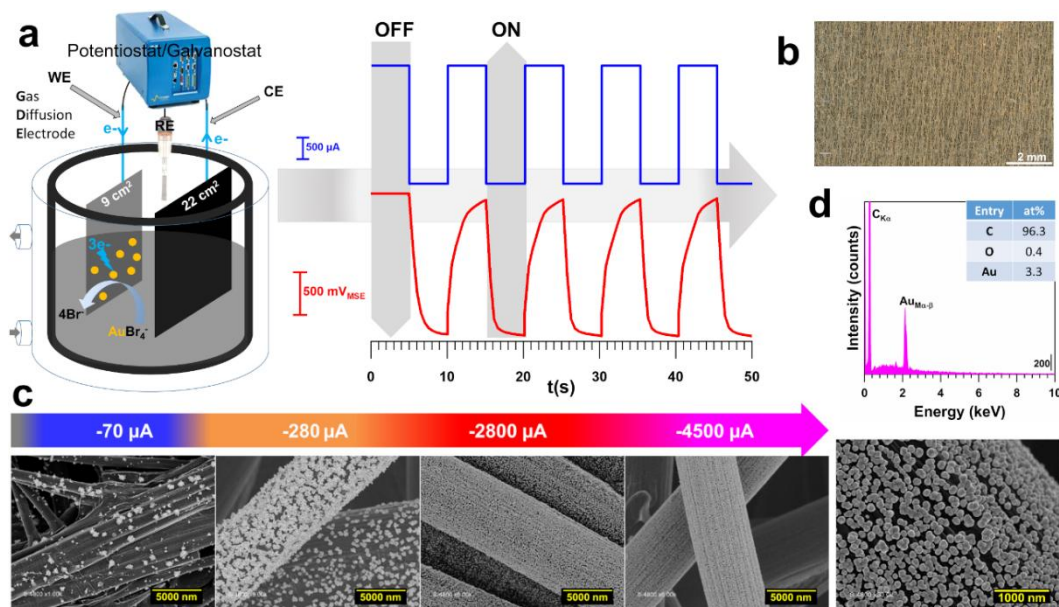 a
Potentiostat/Galvanostat
WE
CE
RE
Gas
Diffusion
Electrode
e-
e-
9 cm²
22 cm²
3e-
4Br-
AuBr4-
OFF
ON
500 µA
500 mVMSE
0
10
20
30
40
50
t(s)
b
2 mm
d
CKα
Entry at%
C 96.3
O 0.4
Au 3.3
AuMα-β
Intensity (counts)
200
0 2 4 6 8 10
Energy (keV)
c
-70 µA
-280 µA
-2800 µA
-4500 µA
5000 nm
5000 nm
5000 nm
5000 nm
1000 nm